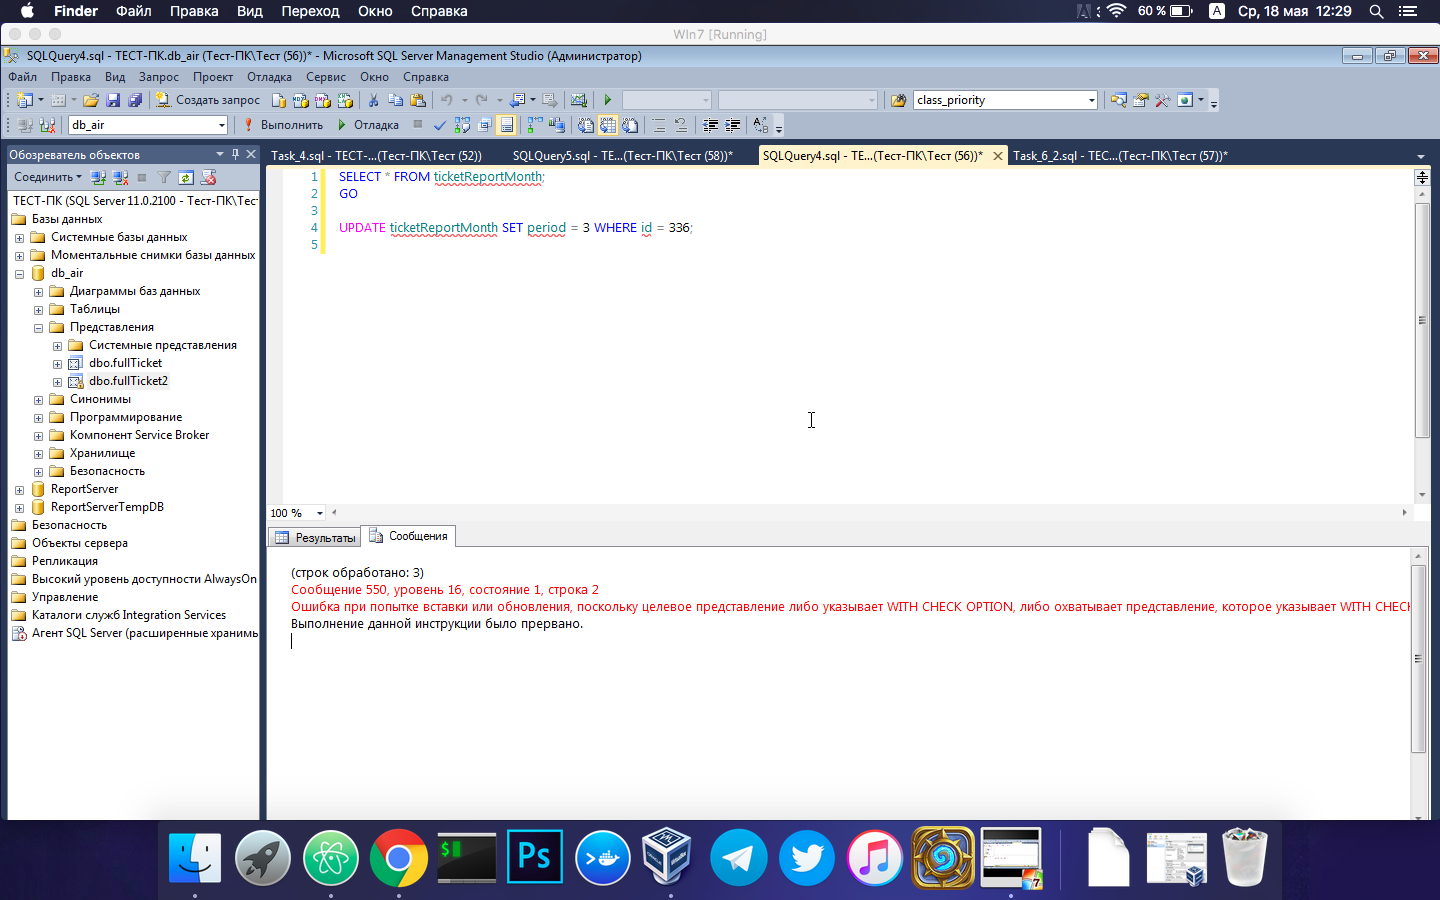 Finder Файл Правка Вид Переход Окно Справка 60 % A Ср, 18 мая 12:29
WIn7 [Running]
SQLQuery4.sql - ТЕСТ-ПК.db_air (Тест-ПК\Тест (56))* - Microsoft SQL Server Management Studio (Администратор)
Файл Правка Вид Запрос Проект Отладка Сервис Окно Справка
Создать запрос class_priority
db_air Выполнить Отладка
Обозреватель объектов
Task_4.sql - ТЕСТ-...(Тест-ПК\Тест (52)) SQLQuery5.sql - ТЕ...(Тест-ПК\Тест (58))* SQLQuery4.sql - ТЕ...(Тест-ПК\Тест (56))* Task_6_2.sql - ТЕС...(Тест-ПК\Тест (57))*
Соединить
ТЕСТ-ПК (SQL Server 11.0.2100 - Тест-ПК\Тес
Базы данных
Системные базы данных
Моментальные снимки базы данных
db_air
Диаграммы баз данных
Таблицы
Представления
Системные представления
dbo.fullTicket
dbo.fullTicket2
Синонимы
Программирование
Компонент Service Broker
Хранилище
Безопасность
ReportServer
ReportServerTempDB
Безопасность
Объекты сервера
Репликация
Высокий уровень доступности AlwaysOn
Управление
Каталоги служб Integration Services
Агент SQL Server (расширенные хранимы
1 SELECT * FROM ticketReportMonth;
2 GO
3
4 UPDATE ticketReportMonth SET period = 3 WHERE id = 336;
5
100 %
Результаты Сообщения
(строк обработано: 3)
Сообщение 550, уровень 16, состояние 1, строка 2
Ошибка при попытке вставки или обновления, поскольку целевое представление либо указывает WITH CHECK OPTION, либо охватывает представление, которое указывает WITH CHECK
Выполнение данной инструкции было прервано.
$
Ps
7